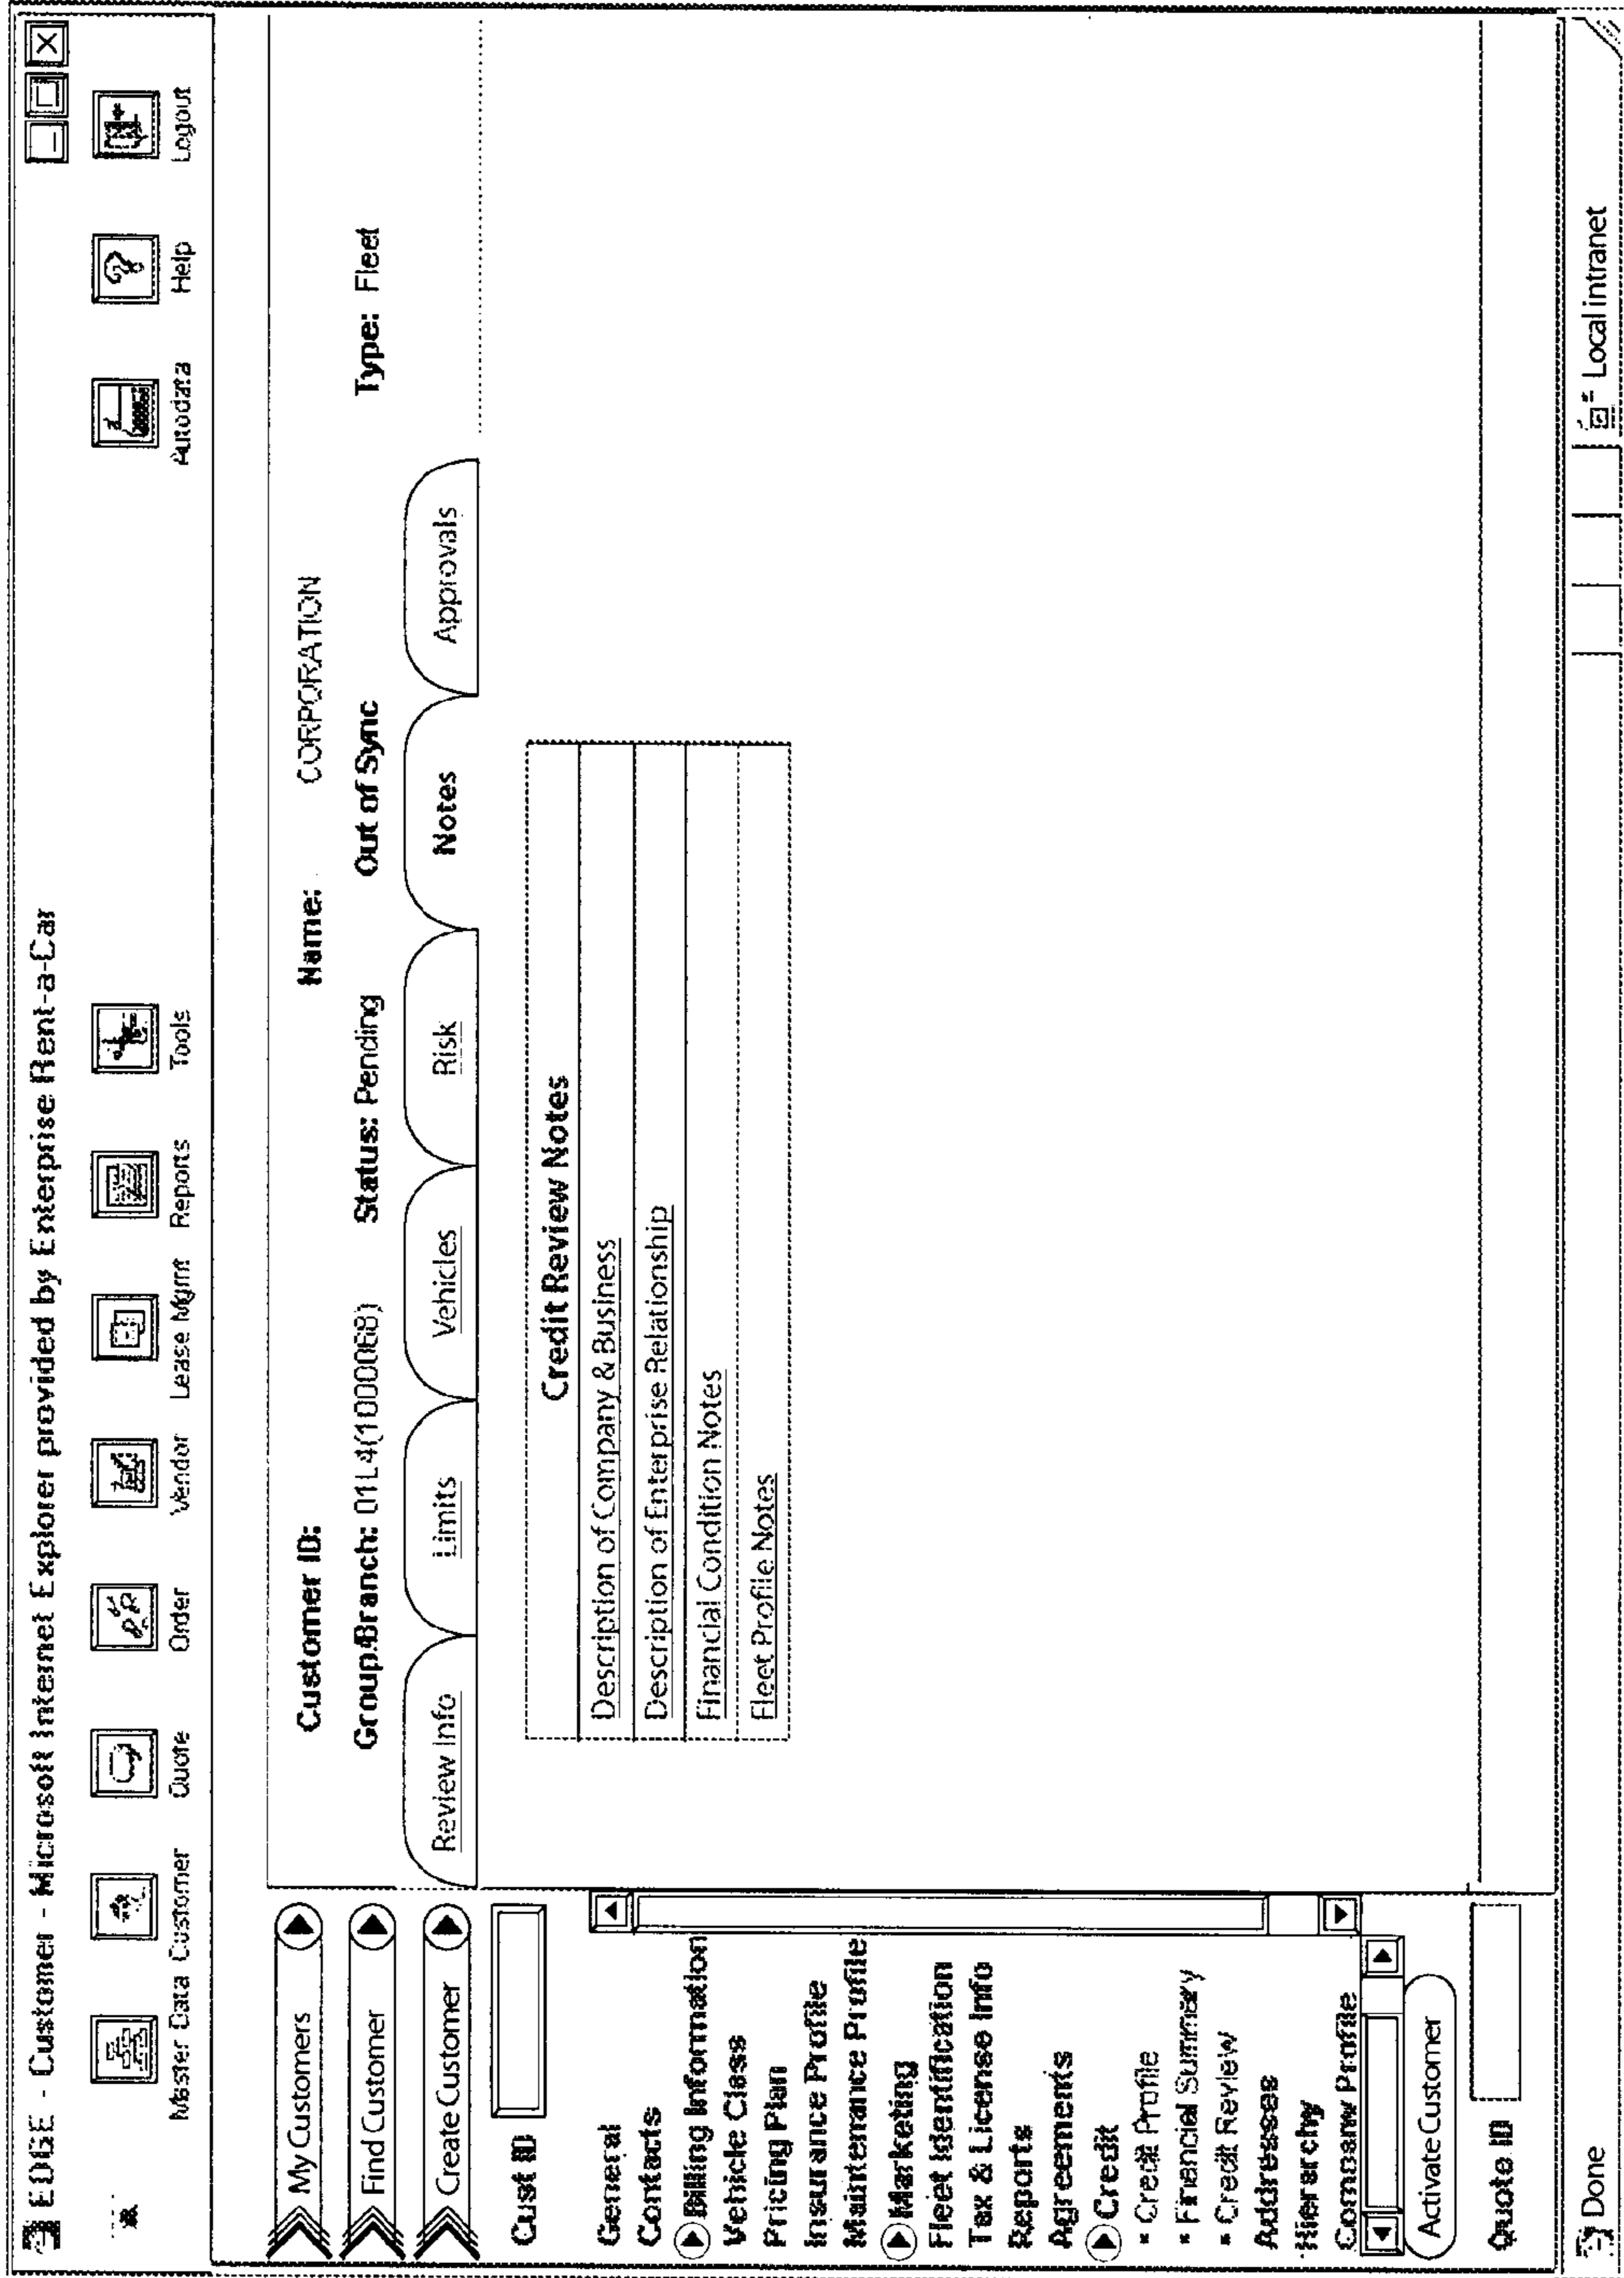 EDGE - Customer - Microsoft Internet Explorer provided by Enterprise Rent-a-Car
Master Data Customer Quote Order Vendor Lease Mgmt Reports Tools Autodata Help Logout
My Customers
Find Customer
Create Customer
Cust ID
General
Contacts
Billing Information
Vehicle Class
Pricing Plan
Insurance Profile
Maintenance Profile
Marketing
Fleet Identification
Tax & License Info
Reports
Agreements
Credit
Credit Profile
Financial Summary
Credit Review
Addresses
Hierarchy
Company Profile
Activate Customer
Quote ID
Customer ID: Name: CORPORATION
Group/Branch: 01L4(100068) Status: Pending Out of Sync Type: Fleet
Review Info Limits Vehicles Risk Notes Approvals
Credit Review Notes
Description of Company & Business
Description of Enterprise Relationship
Financial Condition Notes
Fleet Profile Notes
Done Local intranet